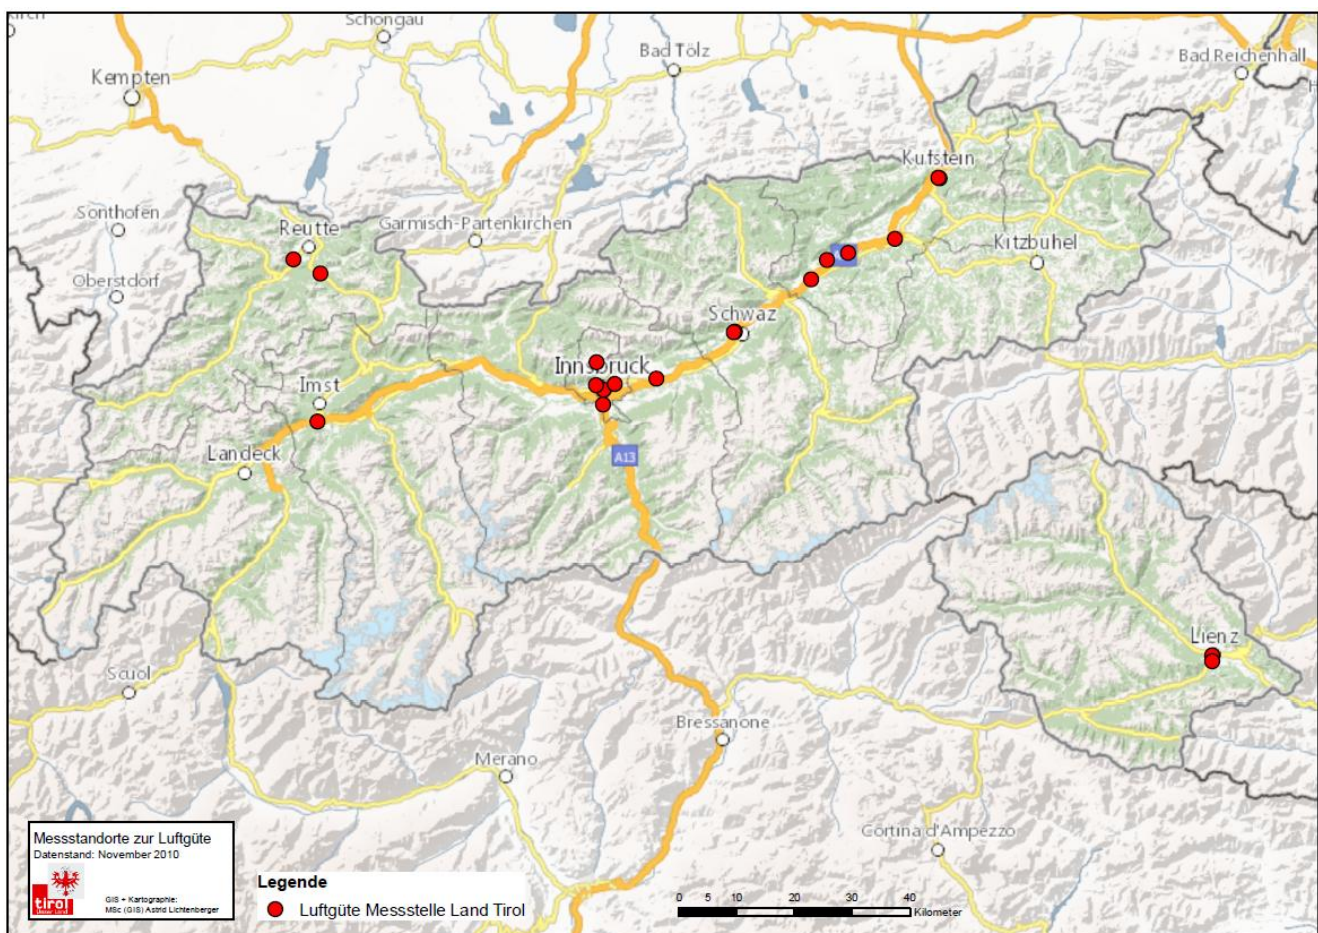 Schongau
Bad Tölz
Bad Reichenhall
Kempten
Kufstein
Sonthofen
Reutte
Garmisch-Partenkirchen
Kitzbuhel
Oberstdorf
Schwaz
Innsbruck
Imst
Landeck
A13
Lienz
Scuol
Bressanone
Merano
Cortina d'Ampezzo
Messstandorte zur Luftgüte
Datenstand: November 2010
tirol
Unser Land
GIS + Kartographie:
MSc (GIS) Astrid Lichtenberger
Legende
Luftgüte Messstelle Land Tirol
0 5 10 20 30 40
Kilometer